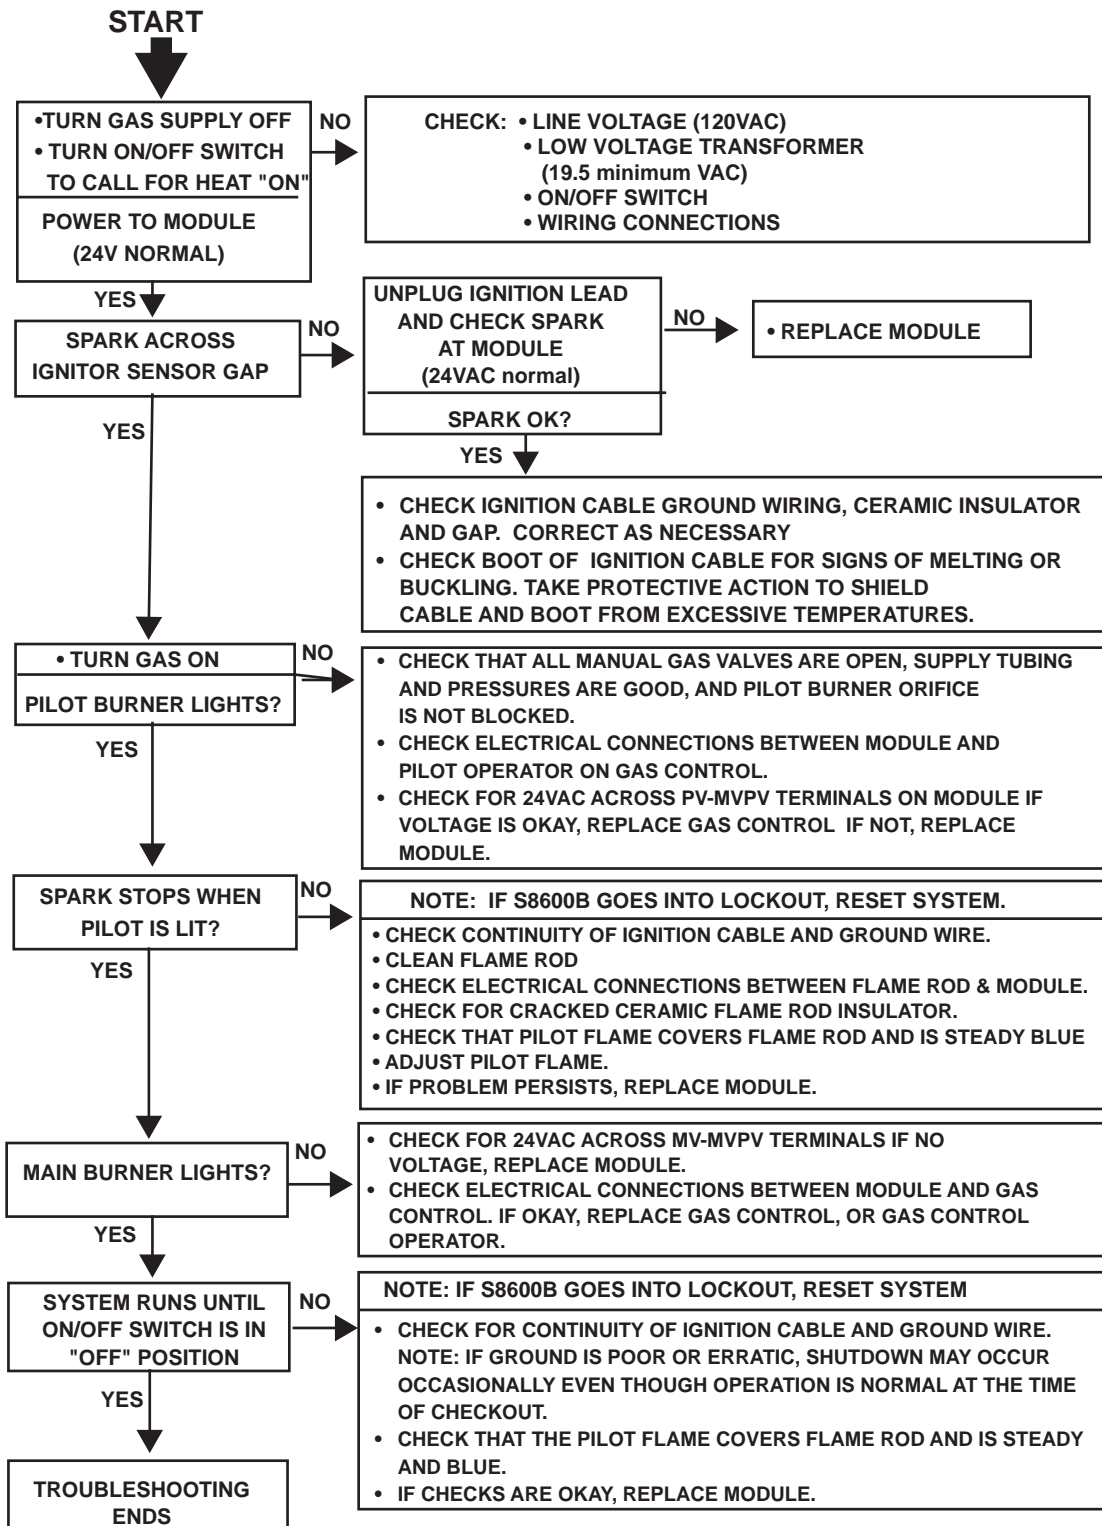 START
•TURN GAS SUPPLY OFF
• TURN ON/OFF SWITCH
TO CALL FOR HEAT "ON"
POWER TO MODULE
(24V NORMAL)
NO
CHECK: • LINE VOLTAGE (120VAC)
• LOW VOLTAGE TRANSFORMER
(19.5 minimum VAC)
• ON/OFF SWITCH
• WIRING CONNECTIONS
YES
SPARK ACROSS
IGNITOR SENSOR GAP
NO
UNPLUG IGNITION LEAD
AND CHECK SPARK
AT MODULE
(24VAC normal)
SPARK OK?
NO
• REPLACE MODULE
YES
YES
• CHECK IGNITION CABLE GROUND WIRING, CERAMIC INSULATOR
AND GAP. CORRECT AS NECESSARY
• CHECK BOOT OF IGNITION CABLE FOR SIGNS OF MELTING OR
BUCKLING. TAKE PROTECTIVE ACTION TO SHIELD
CABLE AND BOOT FROM EXCESSIVE TEMPERATURES.
• TURN GAS ON
PILOT BURNER LIGHTS?
NO
• CHECK THAT ALL MANUAL GAS VALVES ARE OPEN, SUPPLY TUBING
AND PRESSURES ARE GOOD, AND PILOT BURNER ORIFICE
IS NOT BLOCKED.
• CHECK ELECTRICAL CONNECTIONS BETWEEN MODULE AND
PILOT OPERATOR ON GAS CONTROL.
• CHECK FOR 24VAC ACROSS PV-MVPV TERMINALS ON MODULE IF
VOLTAGE IS OKAY, REPLACE GAS CONTROL IF NOT, REPLACE
MODULE.
YES
SPARK STOPS WHEN
PILOT IS LIT?
NO
NOTE: IF S8600B GOES INTO LOCKOUT, RESET SYSTEM.
• CHECK CONTINUITY OF IGNITION CABLE AND GROUND WIRE.
• CLEAN FLAME ROD
• CHECK ELECTRICAL CONNECTIONS BETWEEN FLAME ROD & MODULE.
• CHECK FOR CRACKED CERAMIC FLAME ROD INSULATOR.
• CHECK THAT PILOT FLAME COVERS FLAME ROD AND IS STEADY BLUE
• ADJUST PILOT FLAME.
• IF PROBLEM PERSISTS, REPLACE MODULE.
YES
MAIN BURNER LIGHTS?
NO
• CHECK FOR 24VAC ACROSS MV-MVPV TERMINALS IF NO
VOLTAGE, REPLACE MODULE.
• CHECK ELECTRICAL CONNECTIONS BETWEEN MODULE AND GAS
CONTROL. IF OKAY, REPLACE GAS CONTROL, OR GAS CONTROL
OPERATOR.
YES
SYSTEM RUNS UNTIL
ON/OFF SWITCH IS IN
"OFF" POSITION
NO
NOTE: IF S8600B GOES INTO LOCKOUT, RESET SYSTEM
• CHECK FOR CONTINUITY OF IGNITION CABLE AND GROUND WIRE.
NOTE: IF GROUND IS POOR OR ERRATIC, SHUTDOWN MAY OCCUR
OCCASIONALLY EVEN THOUGH OPERATION IS NORMAL AT THE TIME
OF CHECKOUT.
• CHECK THAT THE PILOT FLAME COVERS FLAME ROD AND IS STEADY
AND BLUE.
• IF CHECKS ARE OKAY, REPLACE MODULE.
YES
TROUBLESHOOTING
ENDS